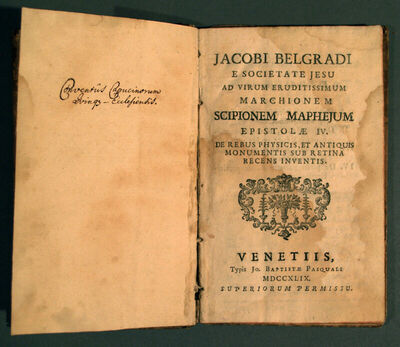 Conventûs Capucinorum
JACOBI BELGRADI
E SOCIETATE JESU
AD VIRUM ERUDITISSIMUM
MARCHIONEM
SCIPIONEM MAPHEJUM
EPISTOLÆ IV.
DE REBUS PHYSICIS, ET ANTIQUIS
MONUMENTIS SUB RETINA
RECENS INVENTIS.
VENETIIS,
Typis Jo. BAPTISTÆ PASQUALI
MDCCXLIX.
SUPERIORUM PERMISSU.